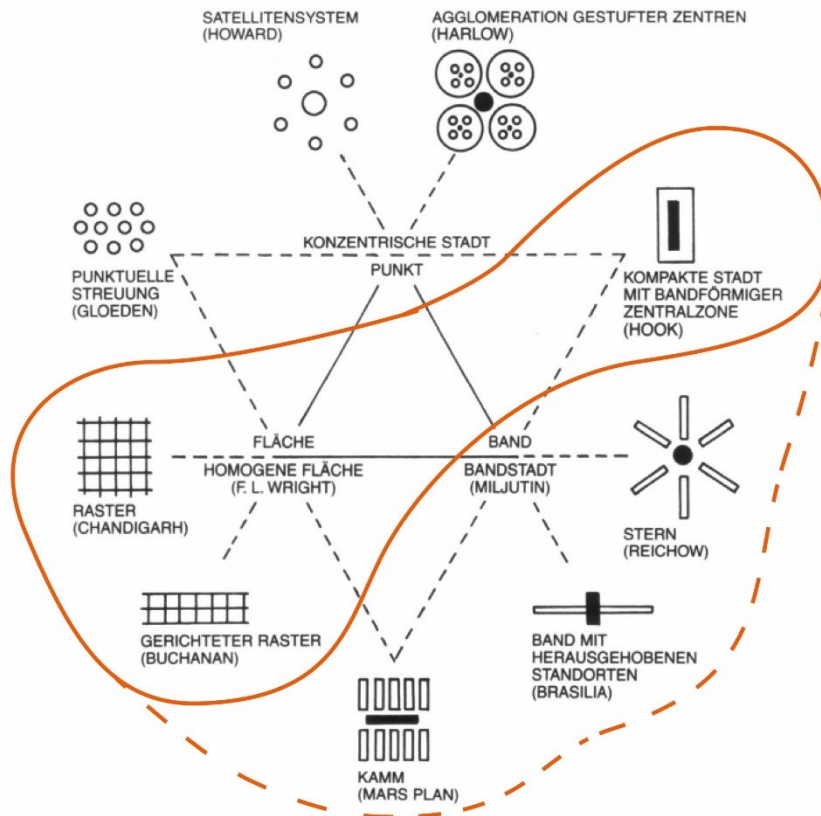 SATELLITENSYSTEM
(HOWARD)
AGGLOMERATION GESTUFTER ZENTREN
(HARLOW)
KONZENTRISCHE STADT
PUNKT
PUNKTUELLE
STREUUNG
(GLOEDEN)
KOMPAKTE STADT
MIT BANDFÖRMIGER
ZENTRALZONE
(HOOK)
FLÄCHE
HOMOGENE FLÄCHE
(F. L. WRIGHT)
BAND
BANDSTADT
(MILJUTIN)
RASTER
(CHANDIGARH)
STERN
(REICHOW)
GERICHTETER RASTER
(BUCHANAN)
BAND MIT
HERAUSGEHOBENEN
STANDORTEN
(BRASILIA)
KAMM
(MARS PLAN)